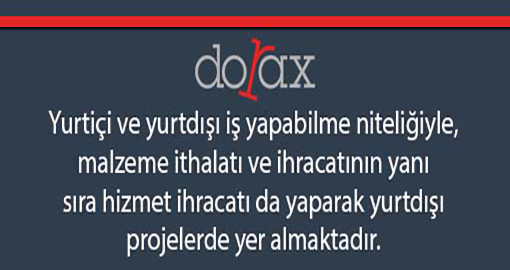 dorax
Yurtiçi ve yurtdışı iş yapabilme niteliğiyle,
malzeme ithalatı ve ihracatının yanı
sıra hizmet ihracatı da yaparak yurtdışı
projelerde yer almaktadır.